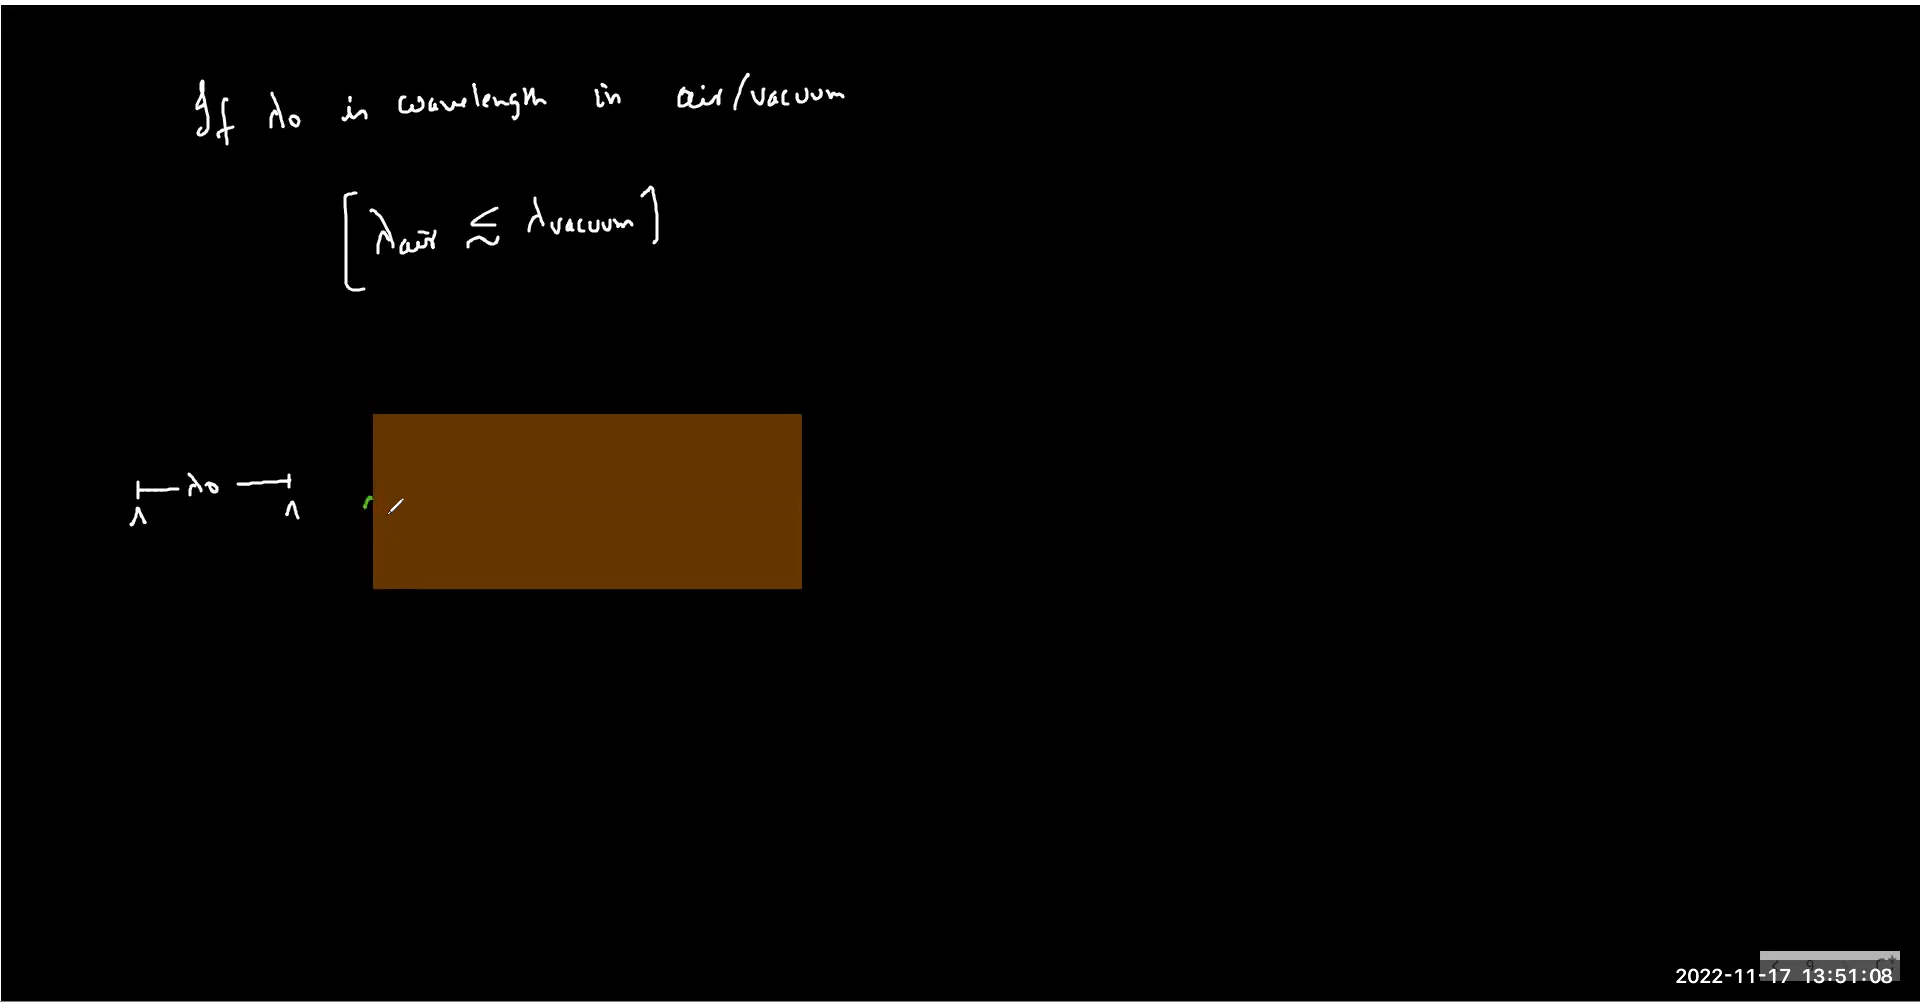 If λ₀ is wavelength in air/vacuum
[λair ⪅ λvacuum]
λ₀
2022-11-17 13:51:08